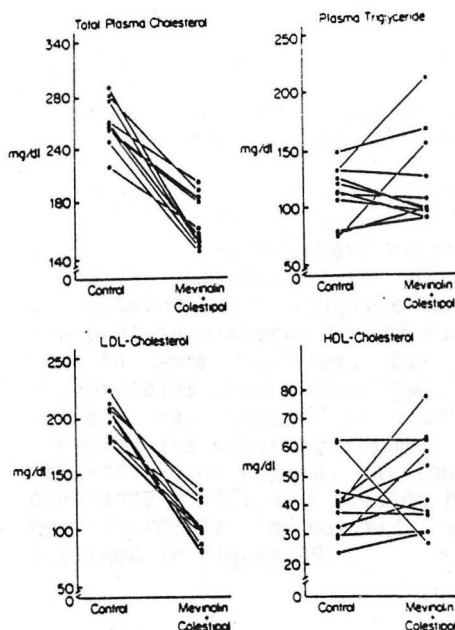 Total Plasma Cholesterol
340
280
240
mg/dl
180
140
0
Control
Mevinolin
+
Colestipol
Plasma Triglyceride
250
200
150
mg/dl
100
50
0
Control
Mevinolin
+
Colestipol
LDL-Cholesterol
250
200
150
mg/dl
100
50
0
Control
Mevinolin
+
Colestipol
HDL-Cholesterol
80
60
50
mg/dl
40
30
20
0
Control
Mevinolin
+
Colestipol